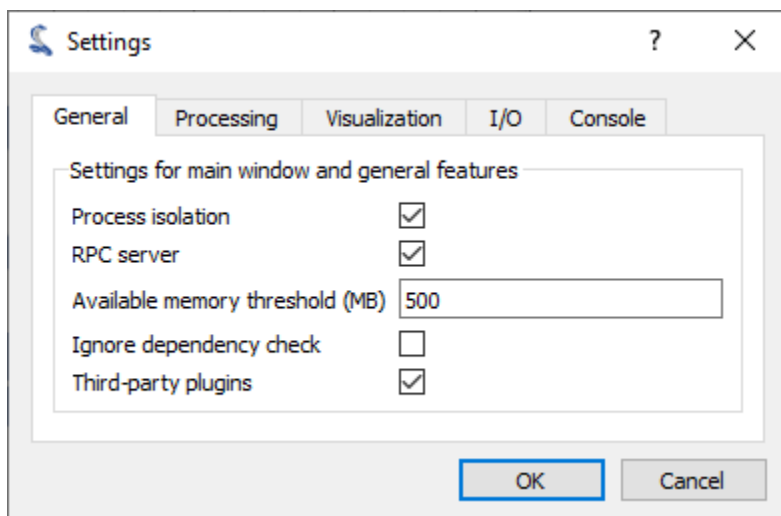 Settings
?
General Processing Visualization I/O Console
Settings for main window and general features
Process isolation
RPC server
Available memory threshold (MB) 500
Ignore dependency check
Third-party plugins
OK Cancel